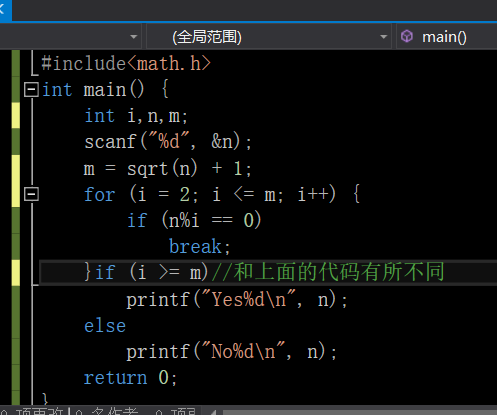 (全局范围) main()
#include<math.h>
int main() {
int i,n,m;
scanf("%d", &n);
m = sqrt(n) + 1;
for (i = 2; i <= m; i++) {
if (n%i == 0)
break;
}if (i >= m)//和上面的代码有所不同
printf("Yes%d\n", n);
else
printf("No%d\n", n);
return 0;
}